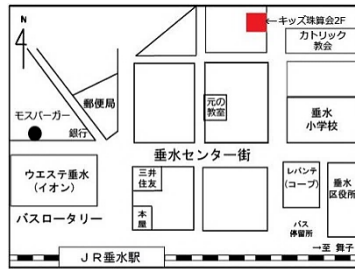 N
←キッズ珠算会2F
カトリック
教会
郵便局
元の
教室
モスバーガー
銀行
垂水
小学校
垂水センター街
ウエステ垂水
(イオン)
三井
住友
レバンテ
(コープ)
垂水
区役所
バスロータリー
本屋
バス
停留所
→至 舞子
JR垂水駅